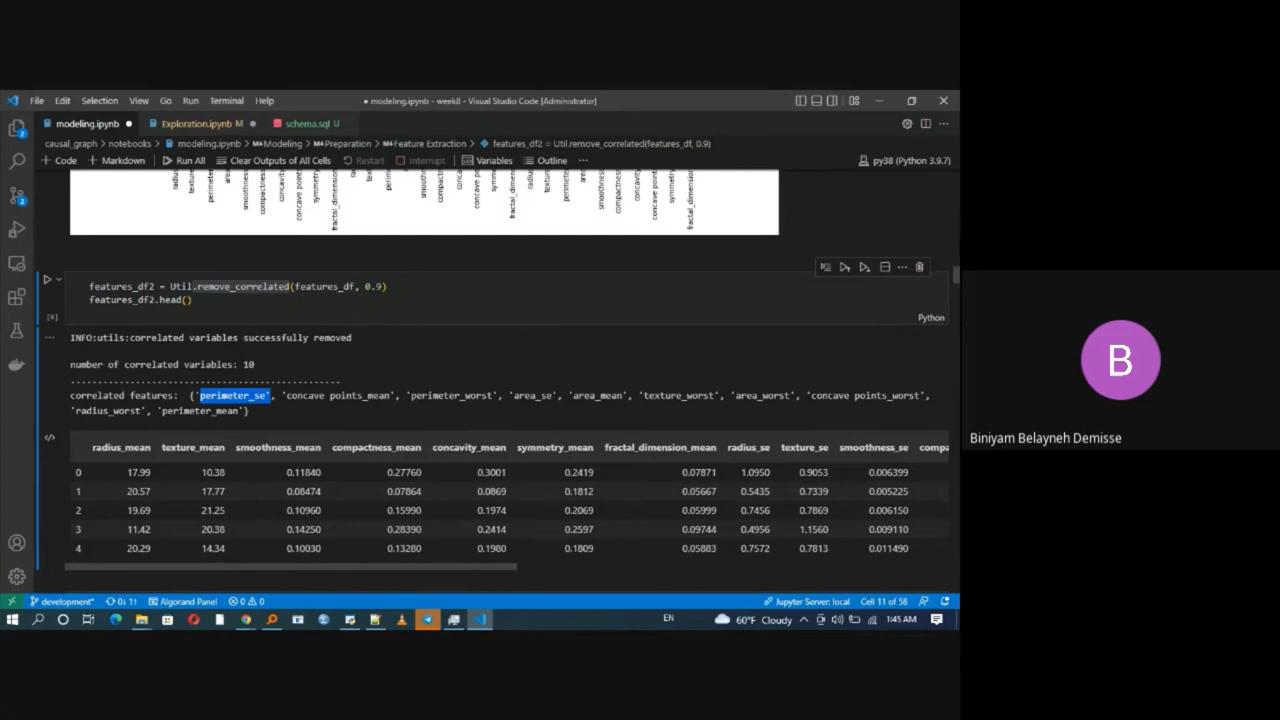 File Edit Selection View Go Run Terminal Help
● modeling.ipynb - week8 - Visual Studio Code [Administrator]
modeling.ipynb ● Exploration.ipynb M ● schema.sql U
causal_graph > notebooks > modeling.ipynb > M↓Modeling > M↓Preparation > M↓Feature Extraction > features_df2 = Util.remove_correlated(features_df, 0.9)
+ Code + Markdown Run All Clear Outputs of All Cells Restart Interrupt Variables Outline ... py38 (Python 3.9.7)
features_df2 = Util.remove_correlated(features_df, 0.9)
features_df2.head()
Python
INFO:utils:correlated variables successfully removed
number of correlated variables: 10
.................................................
correlated features: {'perimeter_se', 'concave points_mean', 'perimeter_worst', 'area_se', 'area_mean', 'texture_worst', 'area_worst', 'concave points_worst',
'radius_worst', 'perimeter_mean'}
radius_mean texture_mean smoothness_mean compactness_mean concavity_mean symmetry_mean fractal_dimension_mean radius_se texture_se smoothness_se compa
0 17.99 10.38 0.11840 0.27760 0.3001 0.2419 0.07871 1.0950 0.9053 0.006399
1 20.57 17.77 0.08474 0.07864 0.0869 0.1812 0.05667 0.5435 0.7339 0.005225
2 19.69 21.25 0.10960 0.15990 0.1974 0.2069 0.05999 0.7456 0.7869 0.006150
3 11.42 20.38 0.14250 0.28390 0.2414 0.2597 0.09744 0.4956 1.1560 0.009110
4 20.29 14.34 0.10030 0.13280 0.1980 0.1809 0.05883 0.7572 0.7813 0.011490
development* 0↓ 1↑ Algorand Panel 0 0 Jupyter Server: local Cell 11 of 58
EN 60°F Cloudy 1:45 AM
B
Biniyam Belayneh Demisse